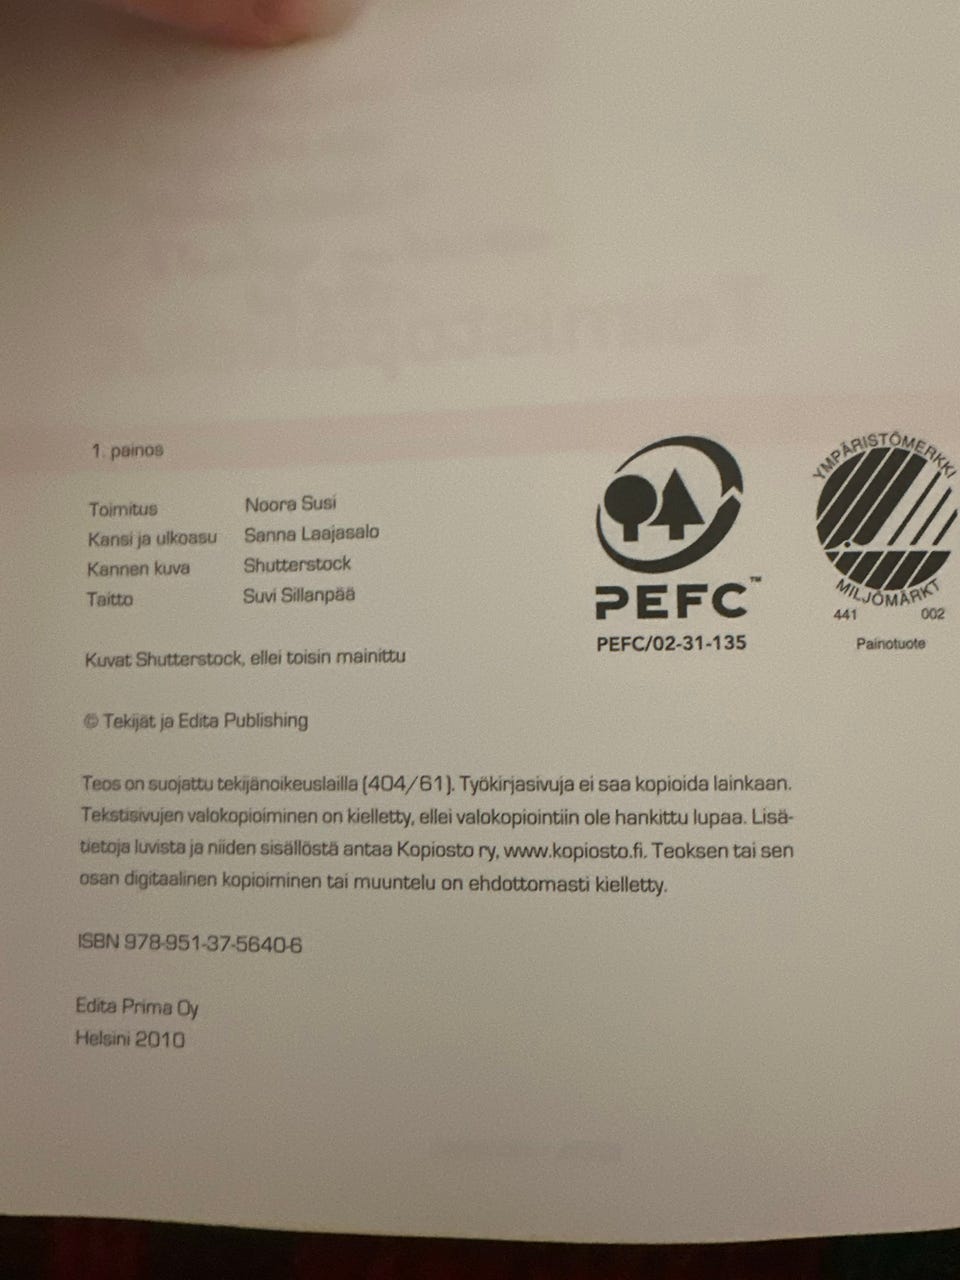 1. painos
Toimitus Noora Susi
Kansi ja ulkoasu Sanna Laajasalo
Kannen kuva Shutterstock
Taitto Suvi Sillanpää
Kuvat Shutterstock, ellei toisin mainittu
© Tekijät ja Edita Publishing
Teos on suojattu tekijänoikeuslailla (404/61). Työkirjasivuja ei saa kopioida lainkaan.
Tekstisivujen valokopioiminen on kielletty, ellei valokopiointiin ole hankittu lupaa. Lisä-
tietoja luvista ja niiden sisällöstä antaa Kopiosto ry, www.kopiosto.fi. Teoksen tai sen
osan digitaalinen kopioiminen tai muuntelu on ehdottomasti kielletty.
ISBN 978-951-37-5640-6
Edita Prima Oy
Helsini 2010
PEFC™
PEFC/02-31-135
YMPÄRISTÖMERKKI
MILJÖMÄRKT
441 002
Painotuote